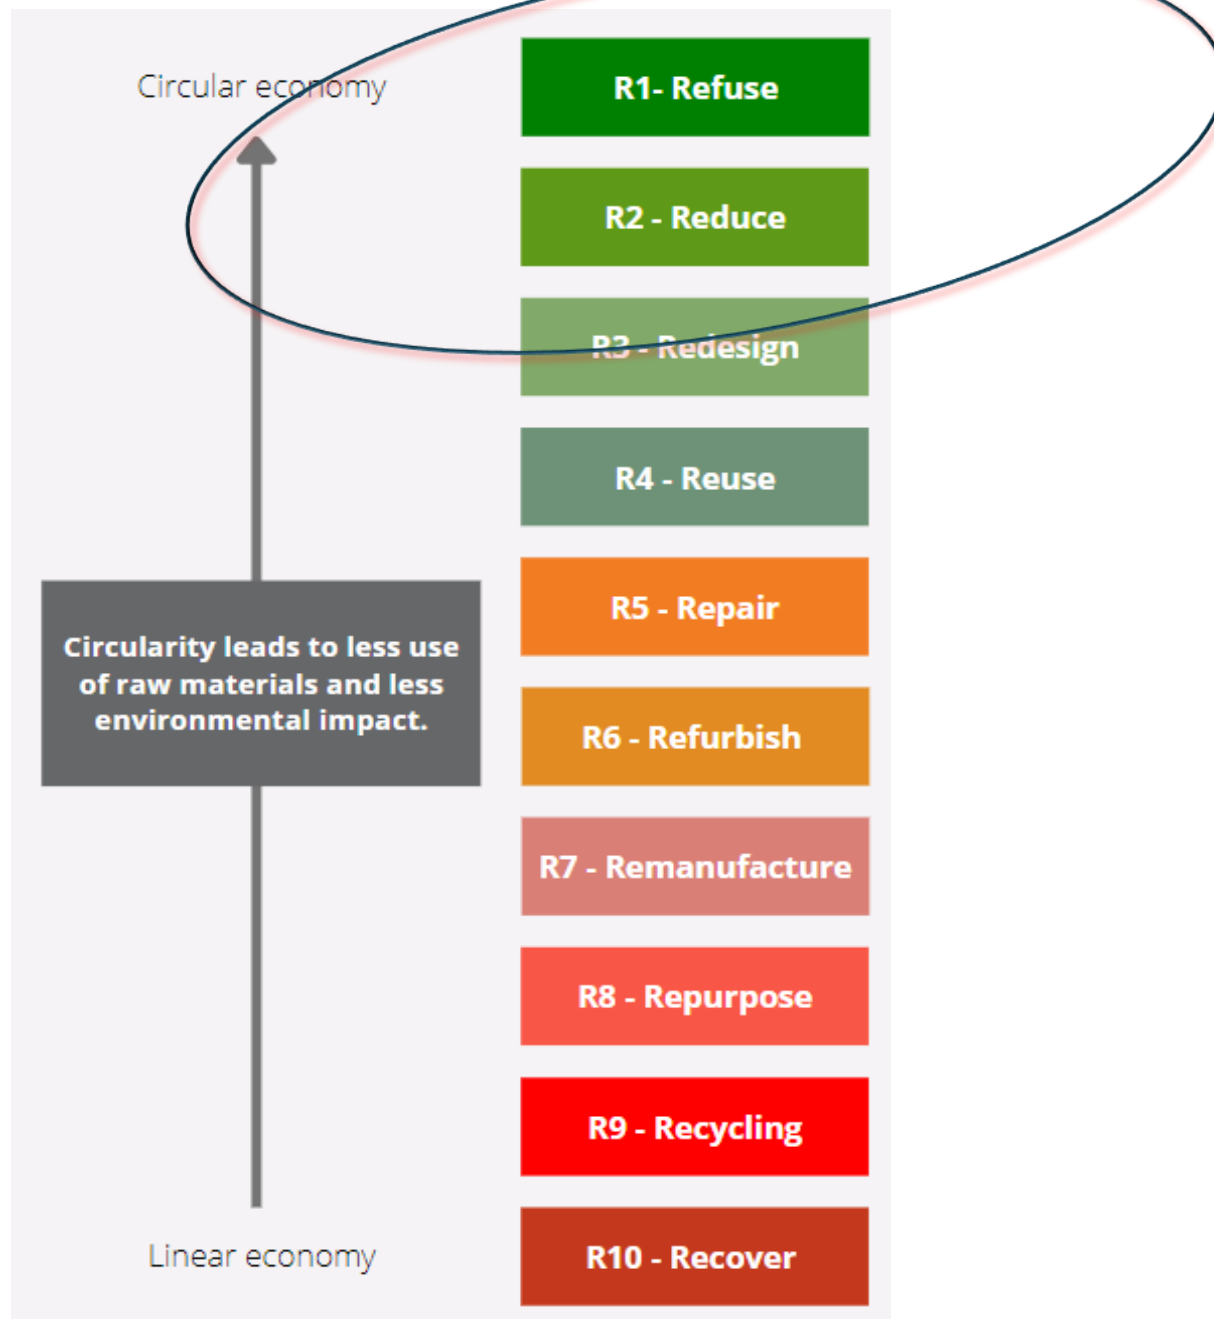 Circular economy
R1- Refuse
R2 - Reduce
R3 - Redesign
R4 - Reuse
R5 - Repair
Circularity leads to less use
of raw materials and less
environmental impact.
R6 - Refurbish
R7 - Remanufacture
R8 - Repurpose
R9 - Recycling
R10 - Recover
Linear economy